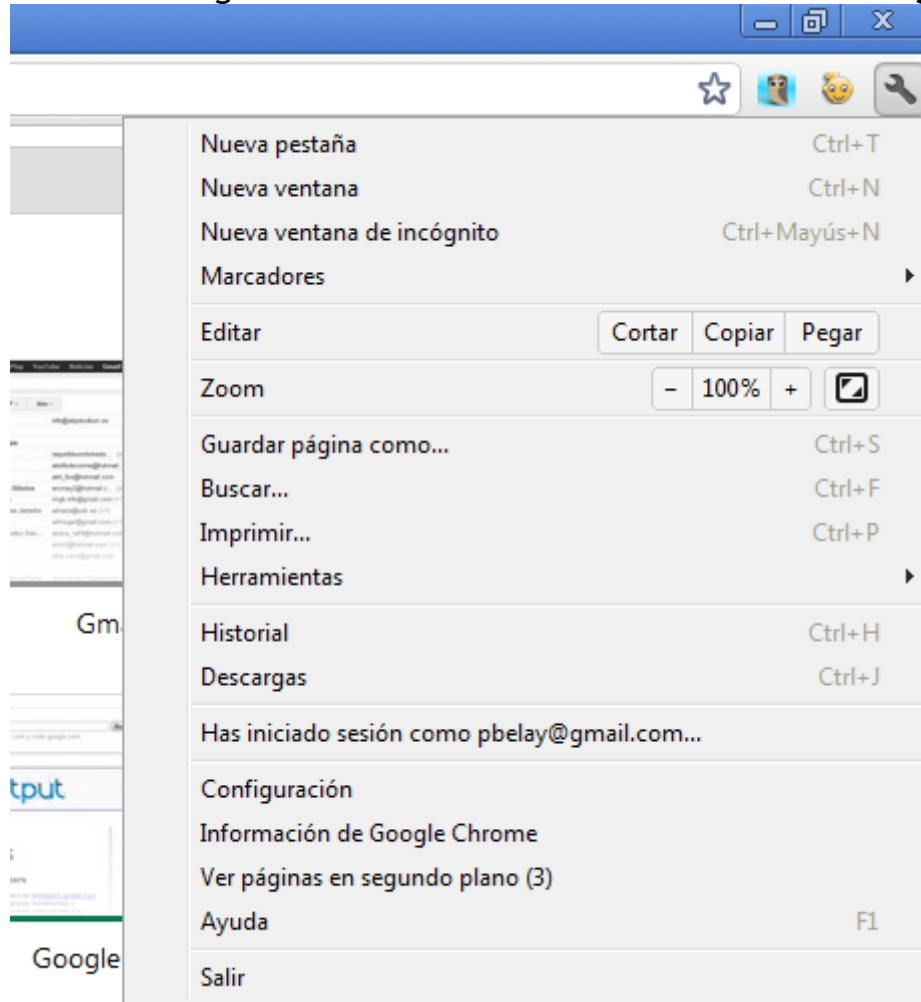 Nueva pestaña Ctrl+T
Nueva ventana Ctrl+N
Nueva ventana de incógnito Ctrl+Mayús+N
Marcadores
Editar Cortar Copiar Pegar
Zoom - 100% +
Guardar página como... Ctrl+S
Buscar... Ctrl+F
Imprimir... Ctrl+P
Herramientas
Gm
Historial Ctrl+H
Descargas Ctrl+J
Has iniciado sesión como pbelay@gmail.com...
tput
Configuración
Información de Google Chrome
Ver páginas en segundo plano (3)
Ayuda F1
Google
Salir